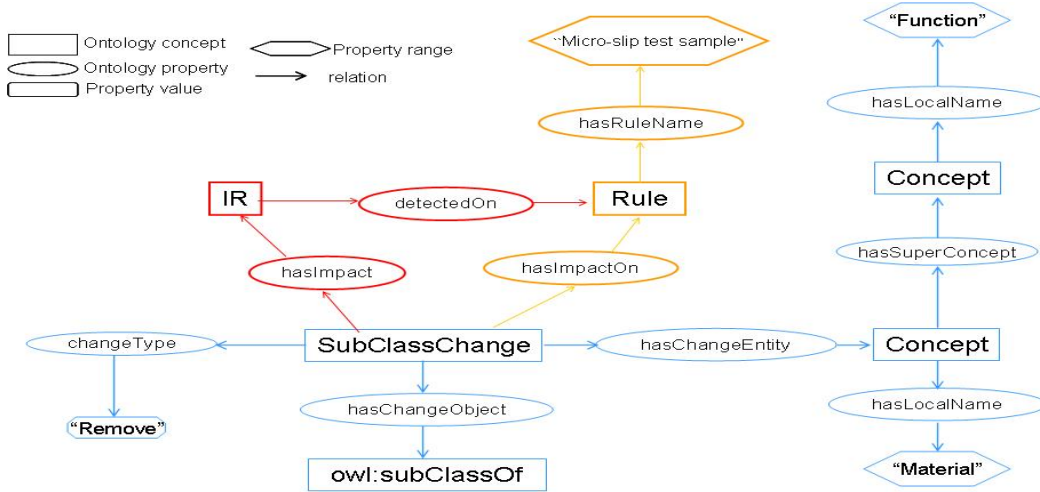 Ontology concept
Property range
Ontology property
relation
Property value
"Micro-slip test sample"
“Function”
hasRuleName
hasLocalName
IR
detectedOn
Rule
Concept
hasImpact
hasImpactOn
hasSuperConcept
changeType
SubClassChange
hasChangeEntity
Concept
hasChangeObject
hasLocalName
“Remove”
owl:subClassOf
“Material”